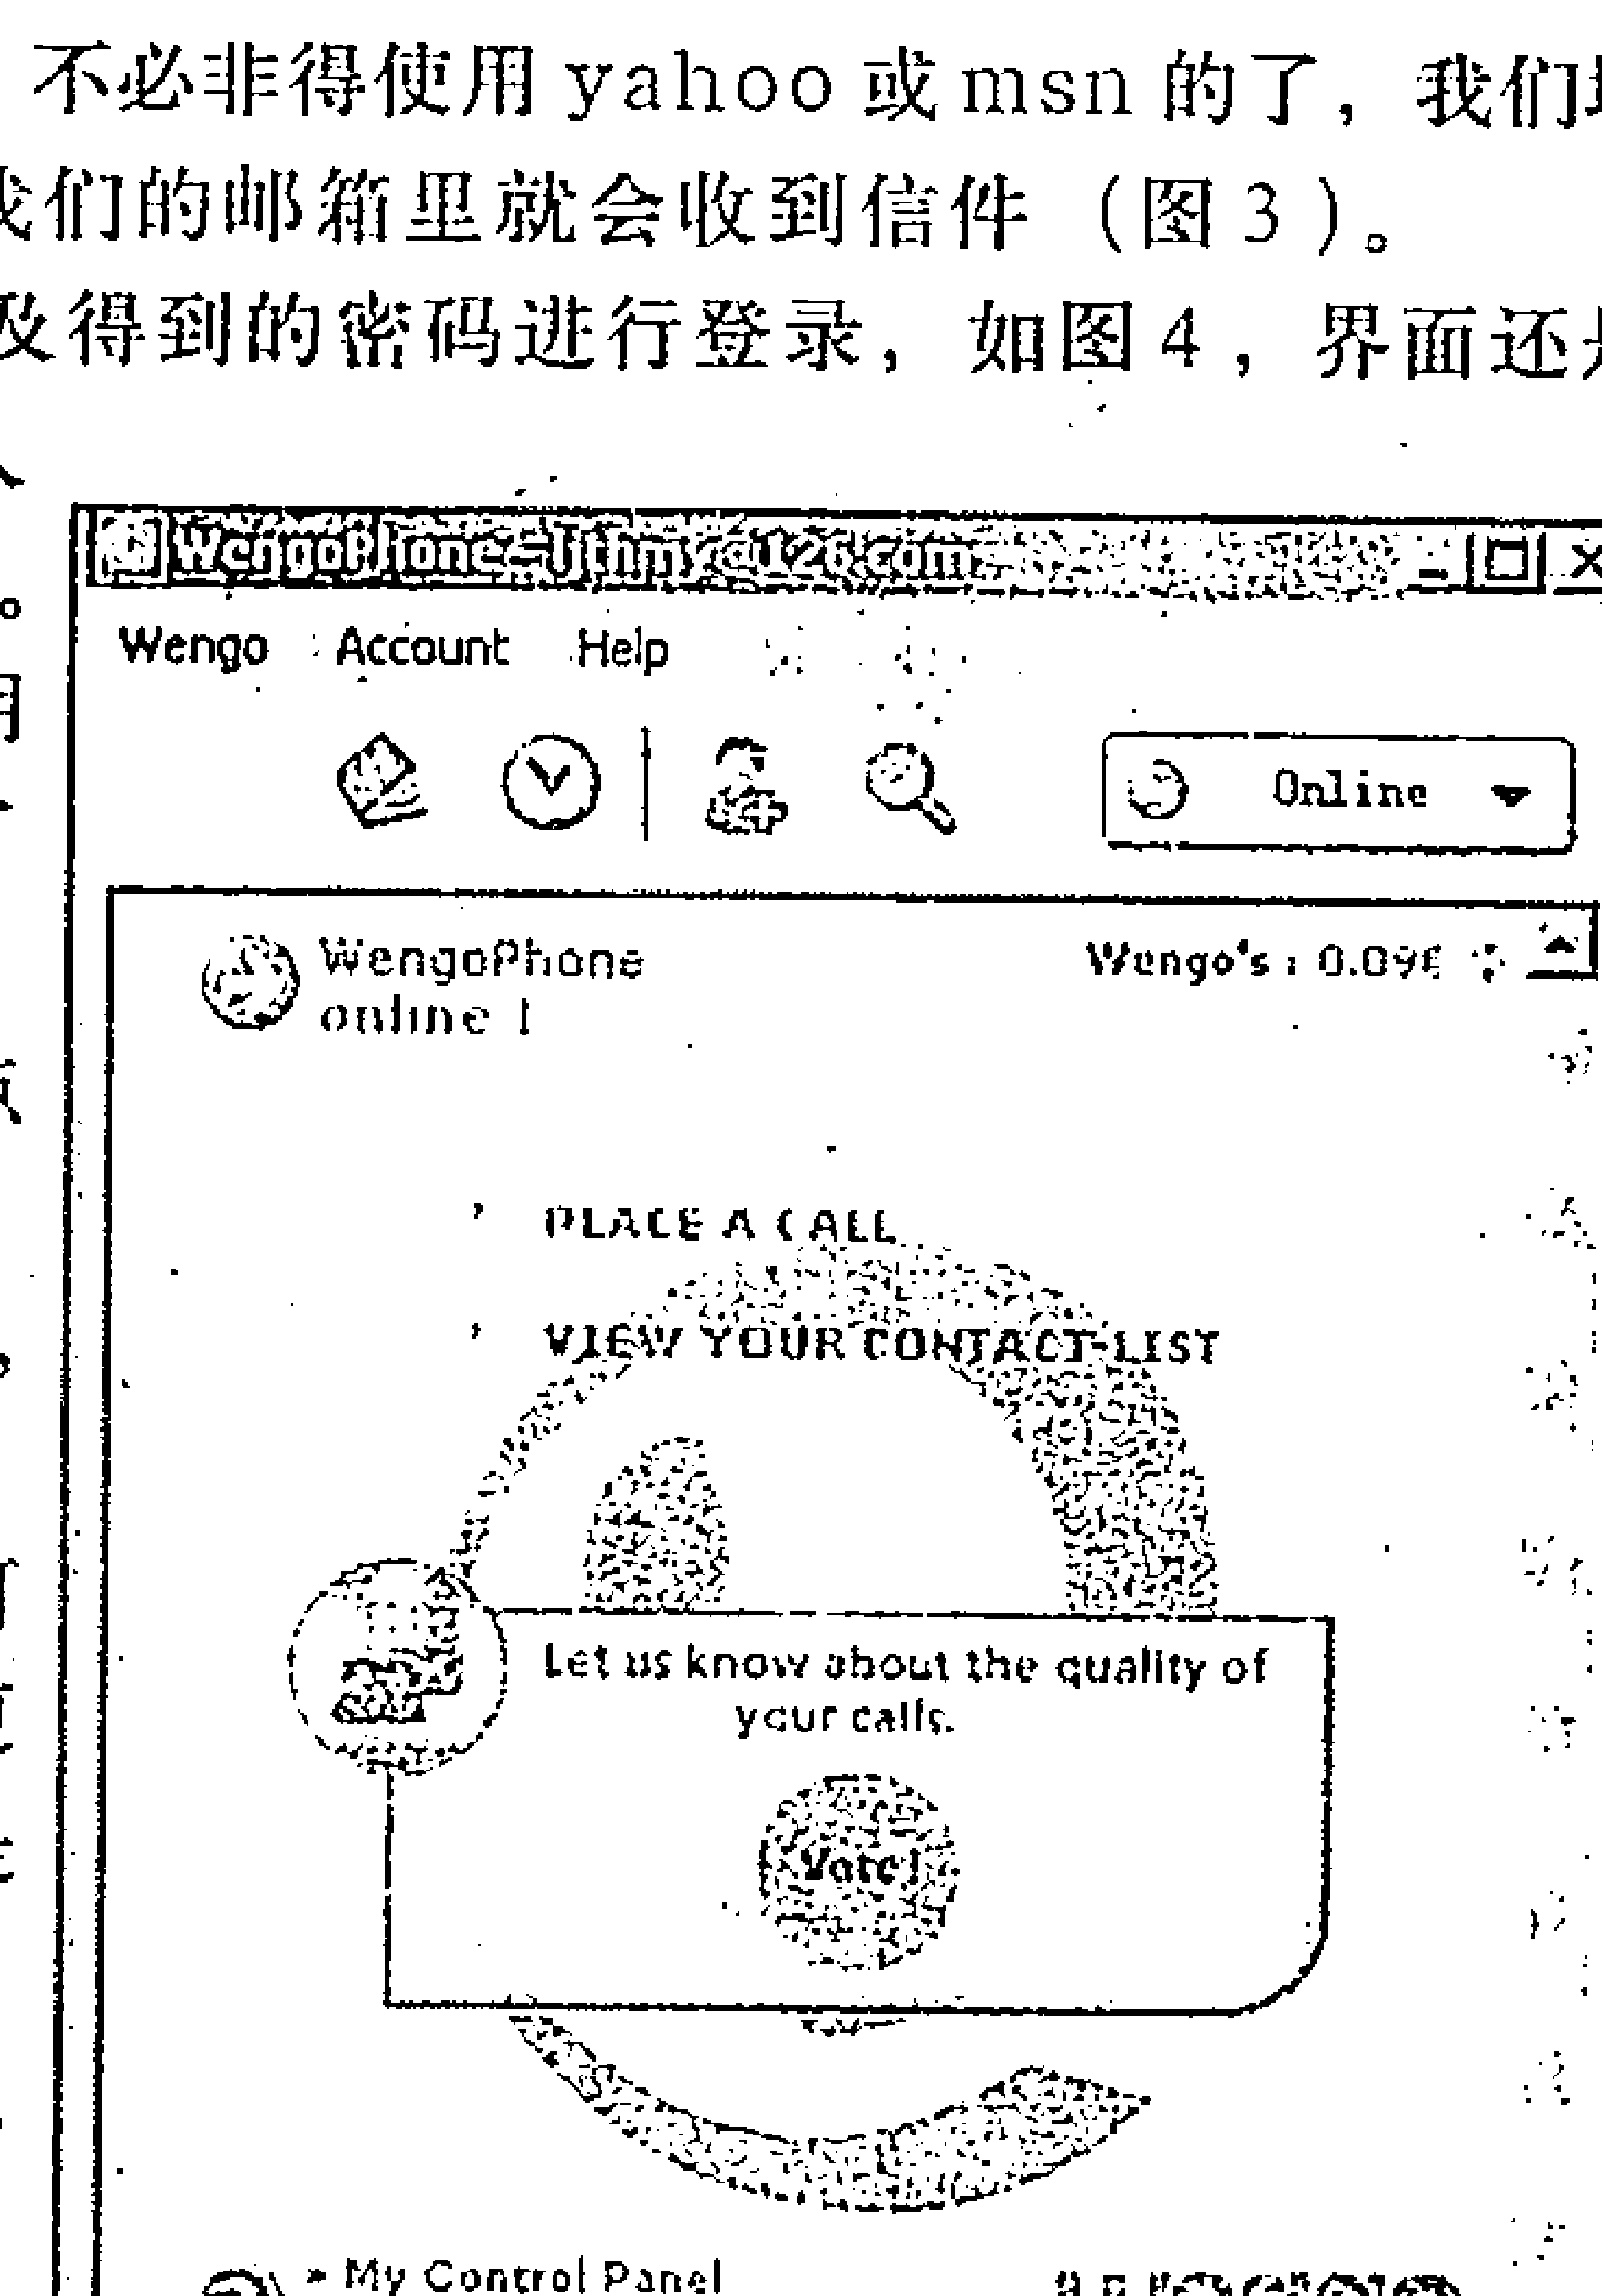 不必非得使用 yahoo 或 msn 的了，我们
我们的邮箱里就会收到信件（图 3）。
及得到的密码进行登录，如图 4，界面还
Wengo Account Help
Online
WengoPhone
online !
Wengo's : 0.09€
PLACE A CALL
VIEW YOUR CONTACT-LIST
Let us know about the quality of
your calls.
Vote!
My Control Panel